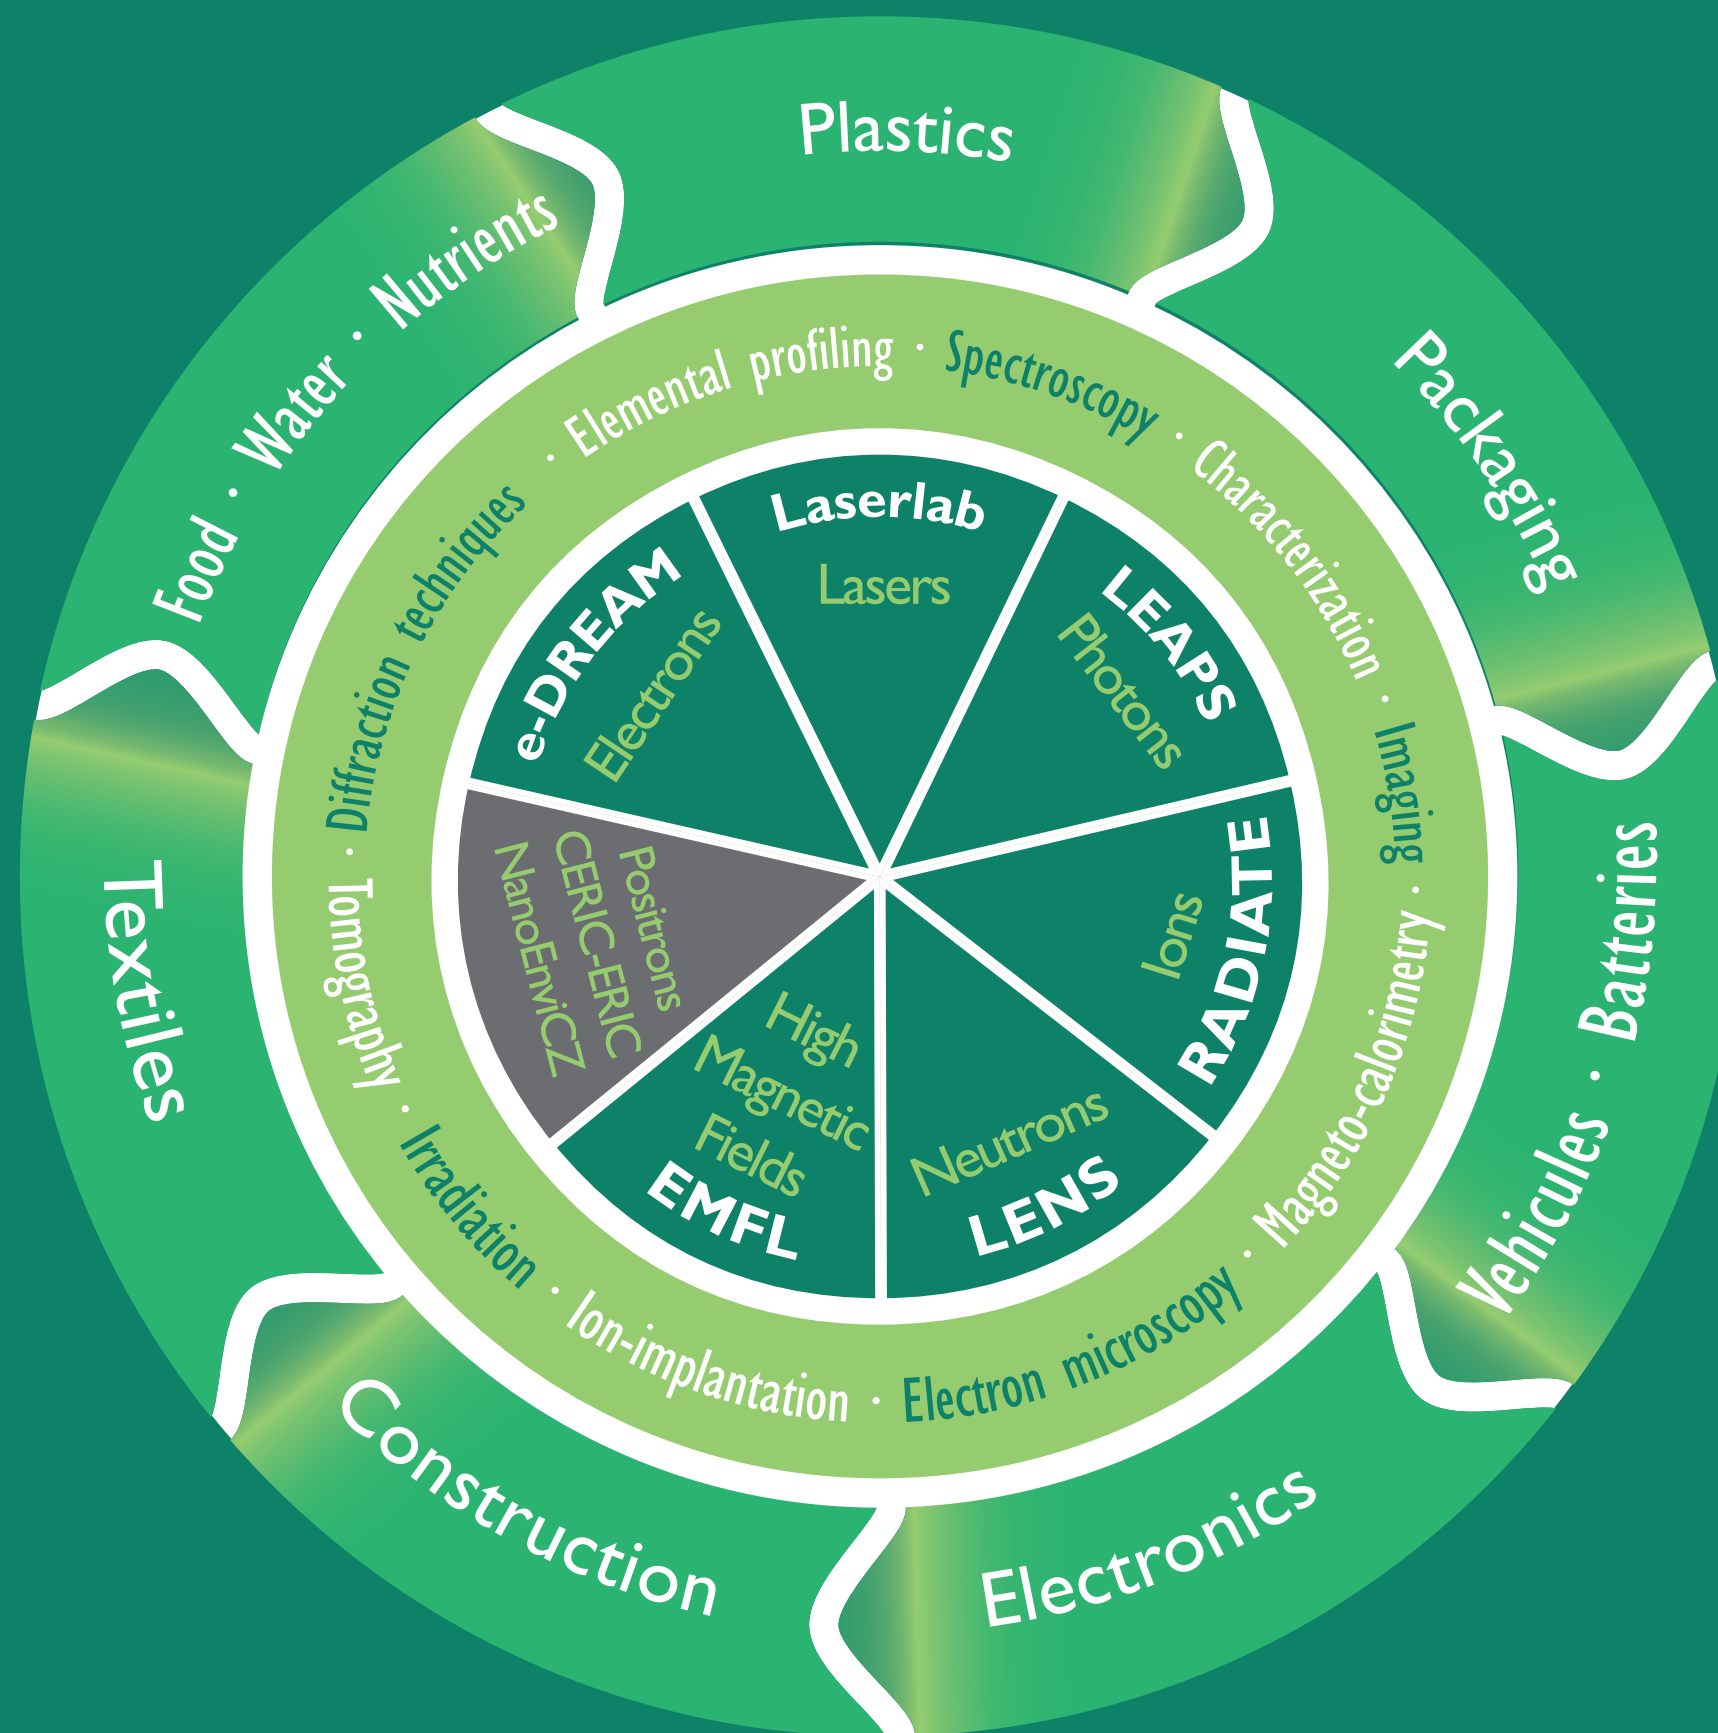 Plastics
Packaging
Batteries · Vehicules
Electronics
Construction
Textiles
Food · Water · Nutrients
· Elemental profiling · Spectroscopy · Characterization · Imaging · Magneto-calorimetry · Electron microscopy · Ion-implantation · Irradiation · Tomography · Diffraction techniques
Laserlab
Lasers
LEAPS
Photons
RADIATE
Ions
Neutrons
LENS
High
Magnetic
Fields
EMFL
Positrons
CERIC-ERIC
NanoEnviCZ
e-DREAM
Electrons